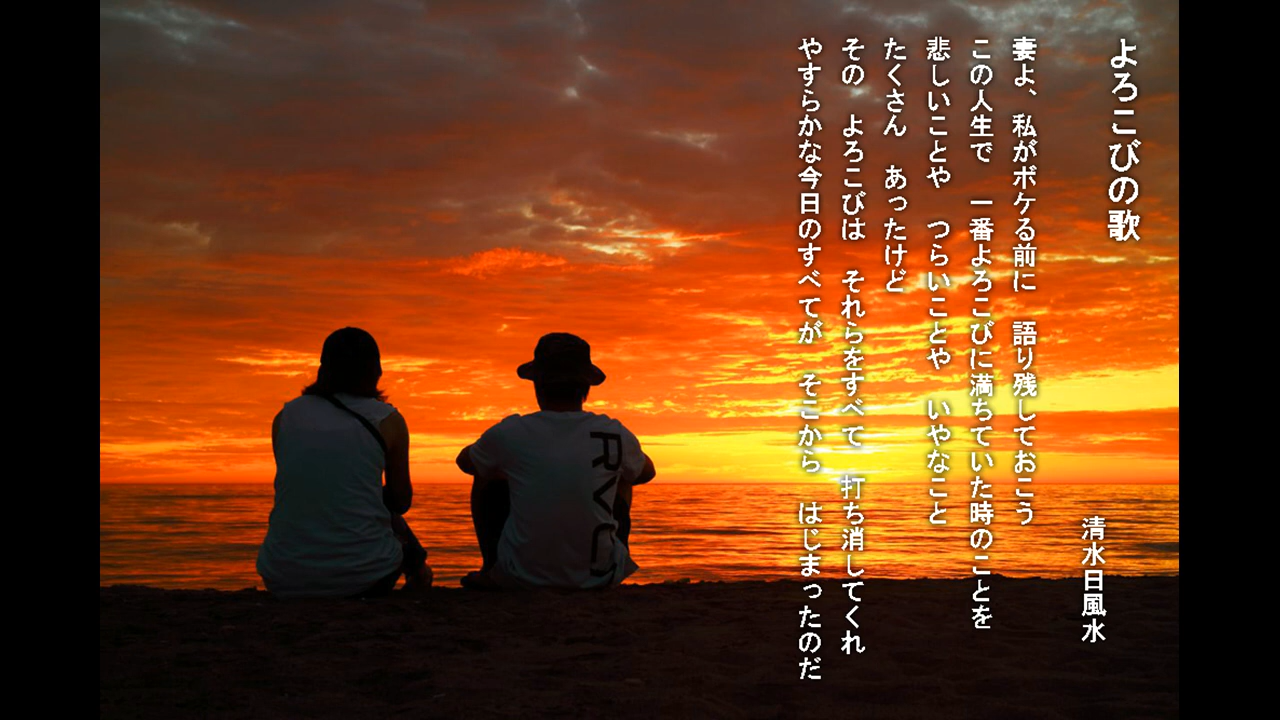 よろこびの歌
清水日風水
妻よ、私がボケる前に　語り残しておこう
この人生で　一番よろこびに満ちていた時のことを
悲しいことや　つらいことや　いやなこと
たくさん　あったけど
その　よろこびは　それらをすべて　打ち消してくれ
やすらかな今日のすべてが　そこから　はじまったのだ
RVC